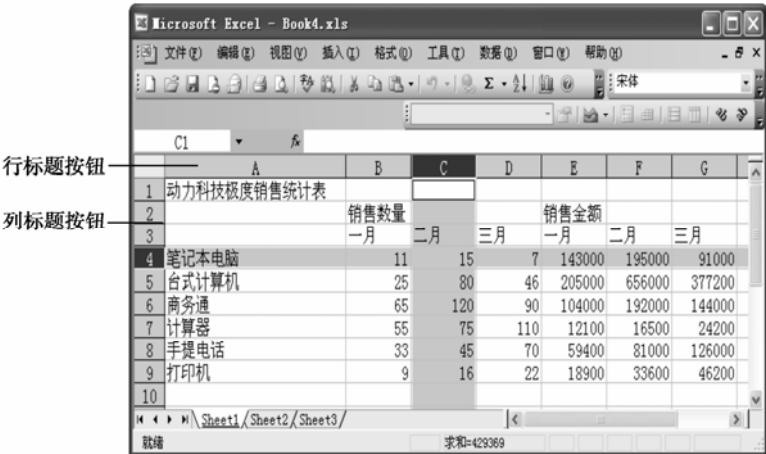 Microsoft Excel - Book4.xls
文件(F) 编辑(E) 视图(V) 插入(I) 格式(O) 工具(T) 数据(D) 窗口(W) 帮助(H)
宋体
C1 fx
行标题按钮
A B C D E F G
1 动力科技极度销售统计表
列标题按钮
2 销售数量 销售金额
3 一月 二月 三月 一月 二月 三月
4 笔记本电脑 11 15 7 143000 195000 91000
5 台式计算机 25 80 46 205000 656000 377200
6 商务通 65 120 90 104000 192000 144000
7 计算器 55 75 110 12100 16500 24200
8 手提电话 33 45 70 59400 81000 126000
9 打印机 9 16 22 18900 33600 46200
10
Sheet1 Sheet2 Sheet3
就绪 求和=429369